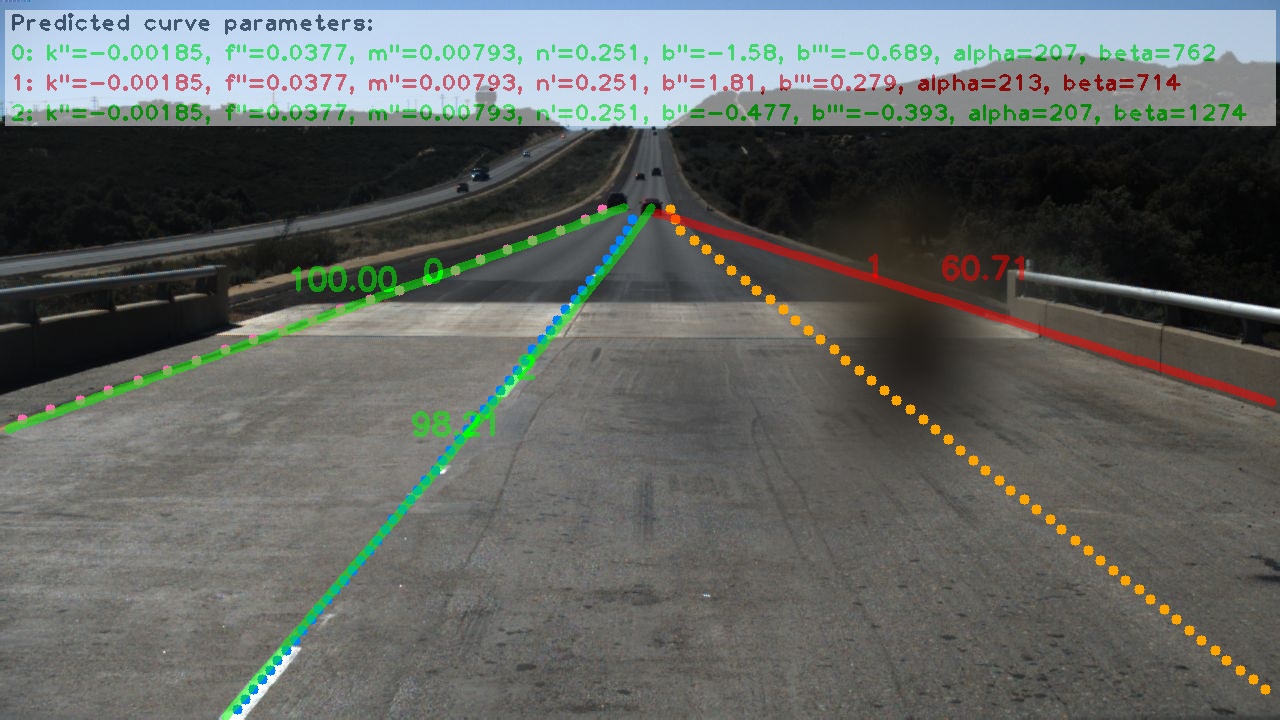 Predicted curve parameters:
0: k"=-0.00185, f"=0.0377, m"=0.00793, n'=0.251, b"=-1.58, b'''=-0.689, alpha=207, beta=762
1: k"=-0.00185, f"=0.0377, m"=0.00793, n'=0.251, b"=1.81, b'''=0.279, alpha=213, beta=714
2: k"=-0.00185, f"=0.0377, m"=0.00793, n'=0.251, b"=-0.477, b'''=-0.393, alpha=207, beta=1274
100.00 0
1 60.71
2
98.21